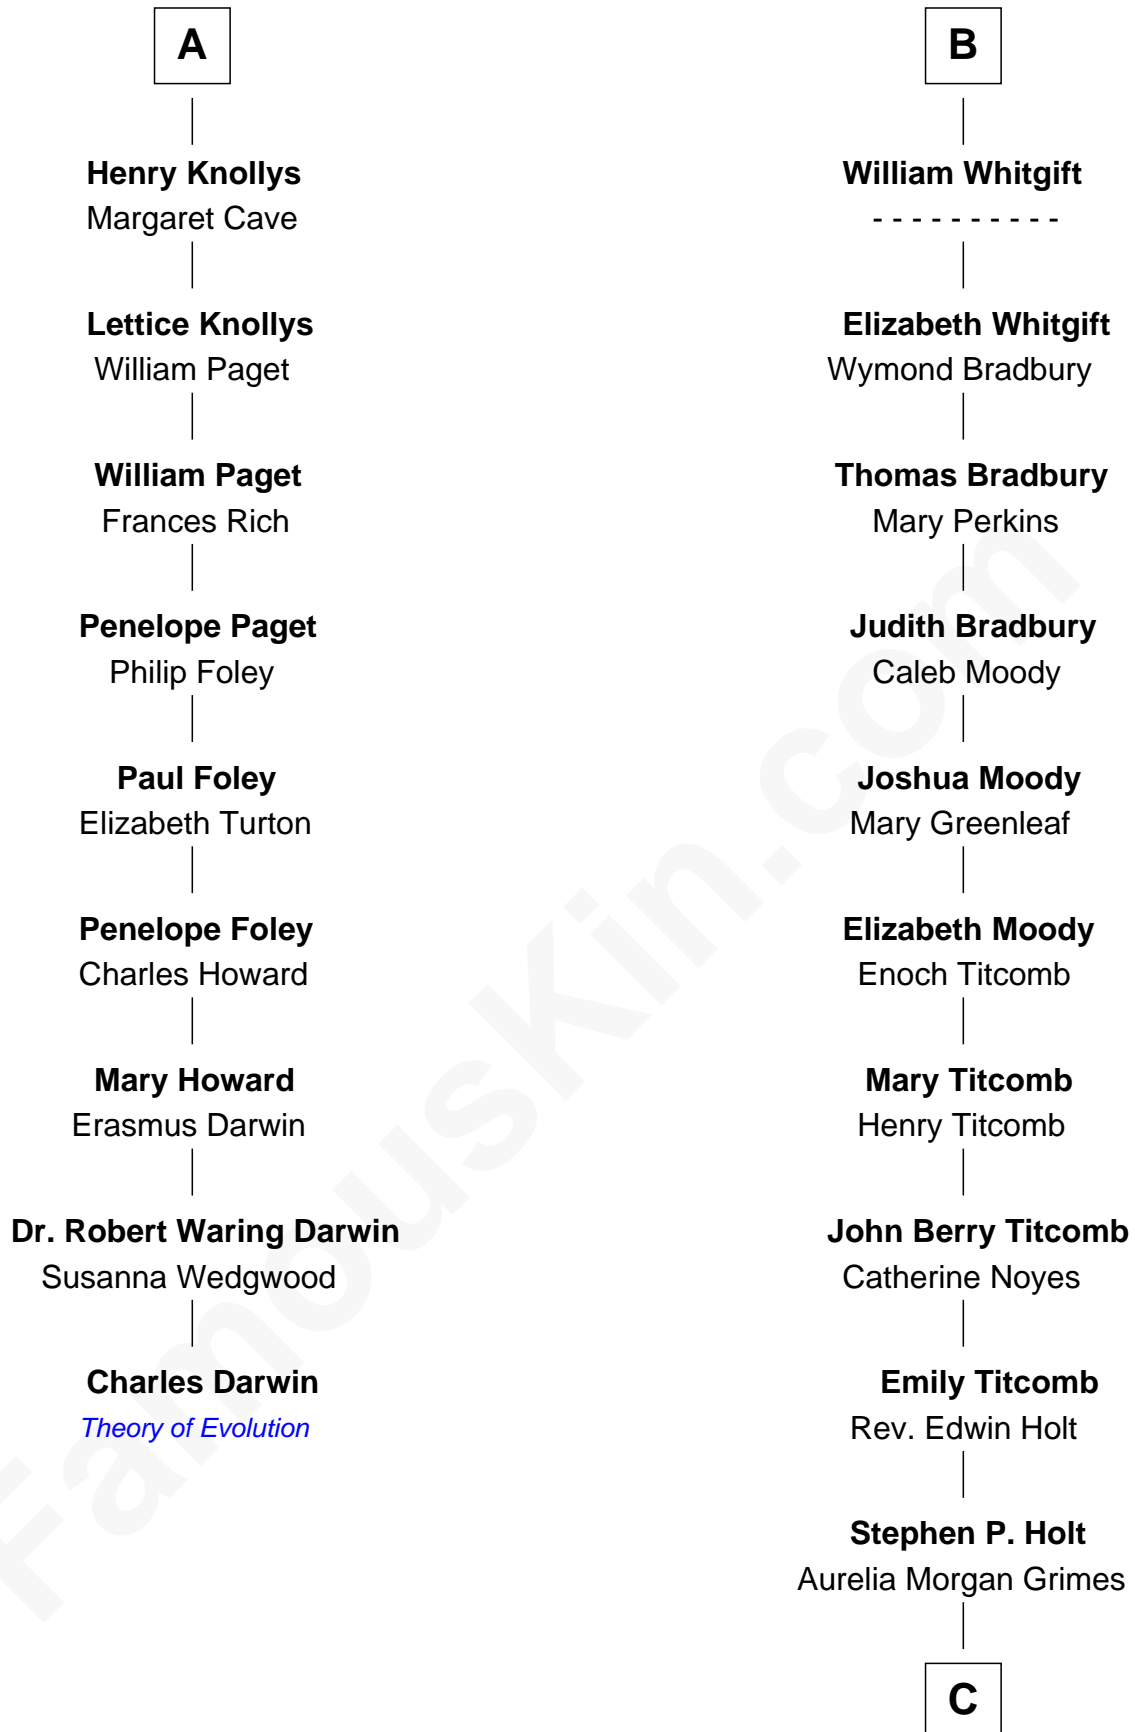 A
Henry Knollys
Margaret Cave
Lettice Knollys
William Paget
William Paget
Frances Rich
Penelope Paget
Philip Foley
Paul Foley
Elizabeth Turton
Penelope Foley
Charles Howard
Mary Howard
Erasmus Darwin
Dr. Robert Waring Darwin
Susanna Wedgwood
Charles Darwin
Theory of Evolution
B
William Whitgift
- - - - - - - - - -
Elizabeth Whitgift
Wymond Bradbury
Thomas Bradbury
Mary Perkins
Judith Bradbury
Caleb Moody
Joshua Moody
Mary Greenleaf
Elizabeth Moody
Enoch Titcomb
Mary Titcomb
Henry Titcomb
John Berry Titcomb
Catherine Noyes
Emily Titcomb
Rev. Edwin Holt
Stephen P. Holt
Aurelia Morgan Grimes
C
FamousKin.com